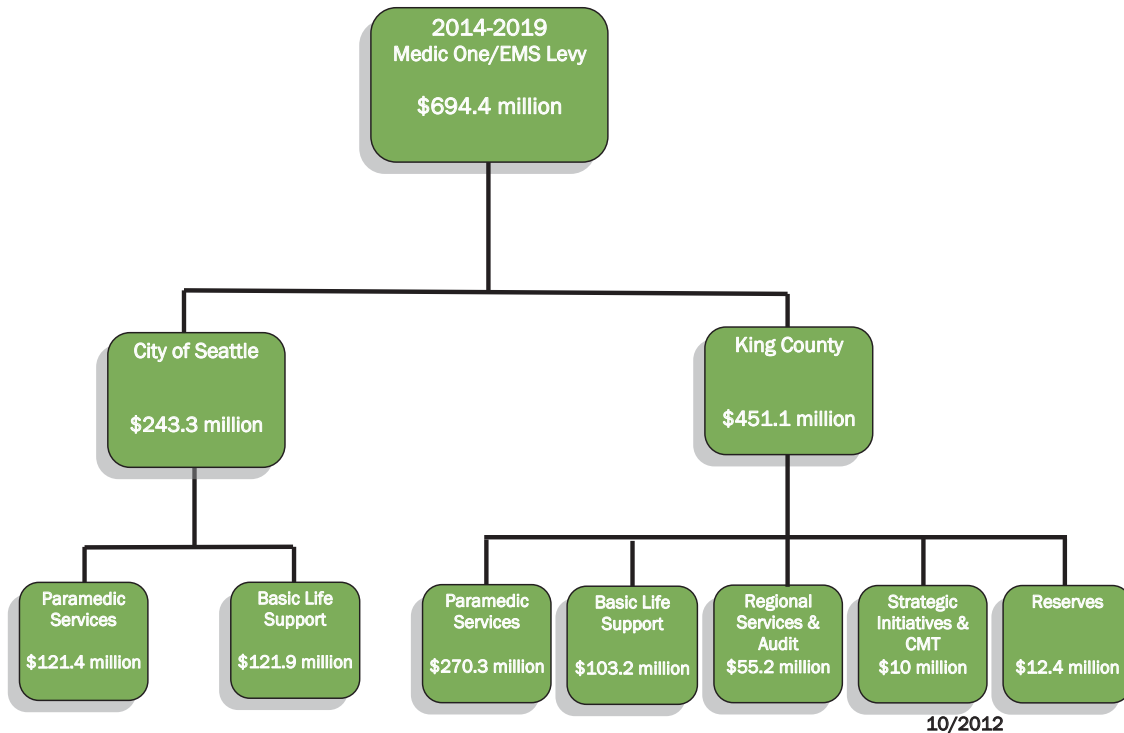 2014-2019
Medic One/EMS Levy
$694.4 million
City of Seattle
$243.3 million
King County
$451.1 million
Paramedic
Services
$121.4 million
Basic Life
Support
$121.9 million
Paramedic
Services
$270.3 million
Basic Life
Support
$103.2 million
Regional
Services &
Audit
$55.2 million
Strategic
Initiatives &
CMT
$10 million
Reserves
$12.4 million
10/2012